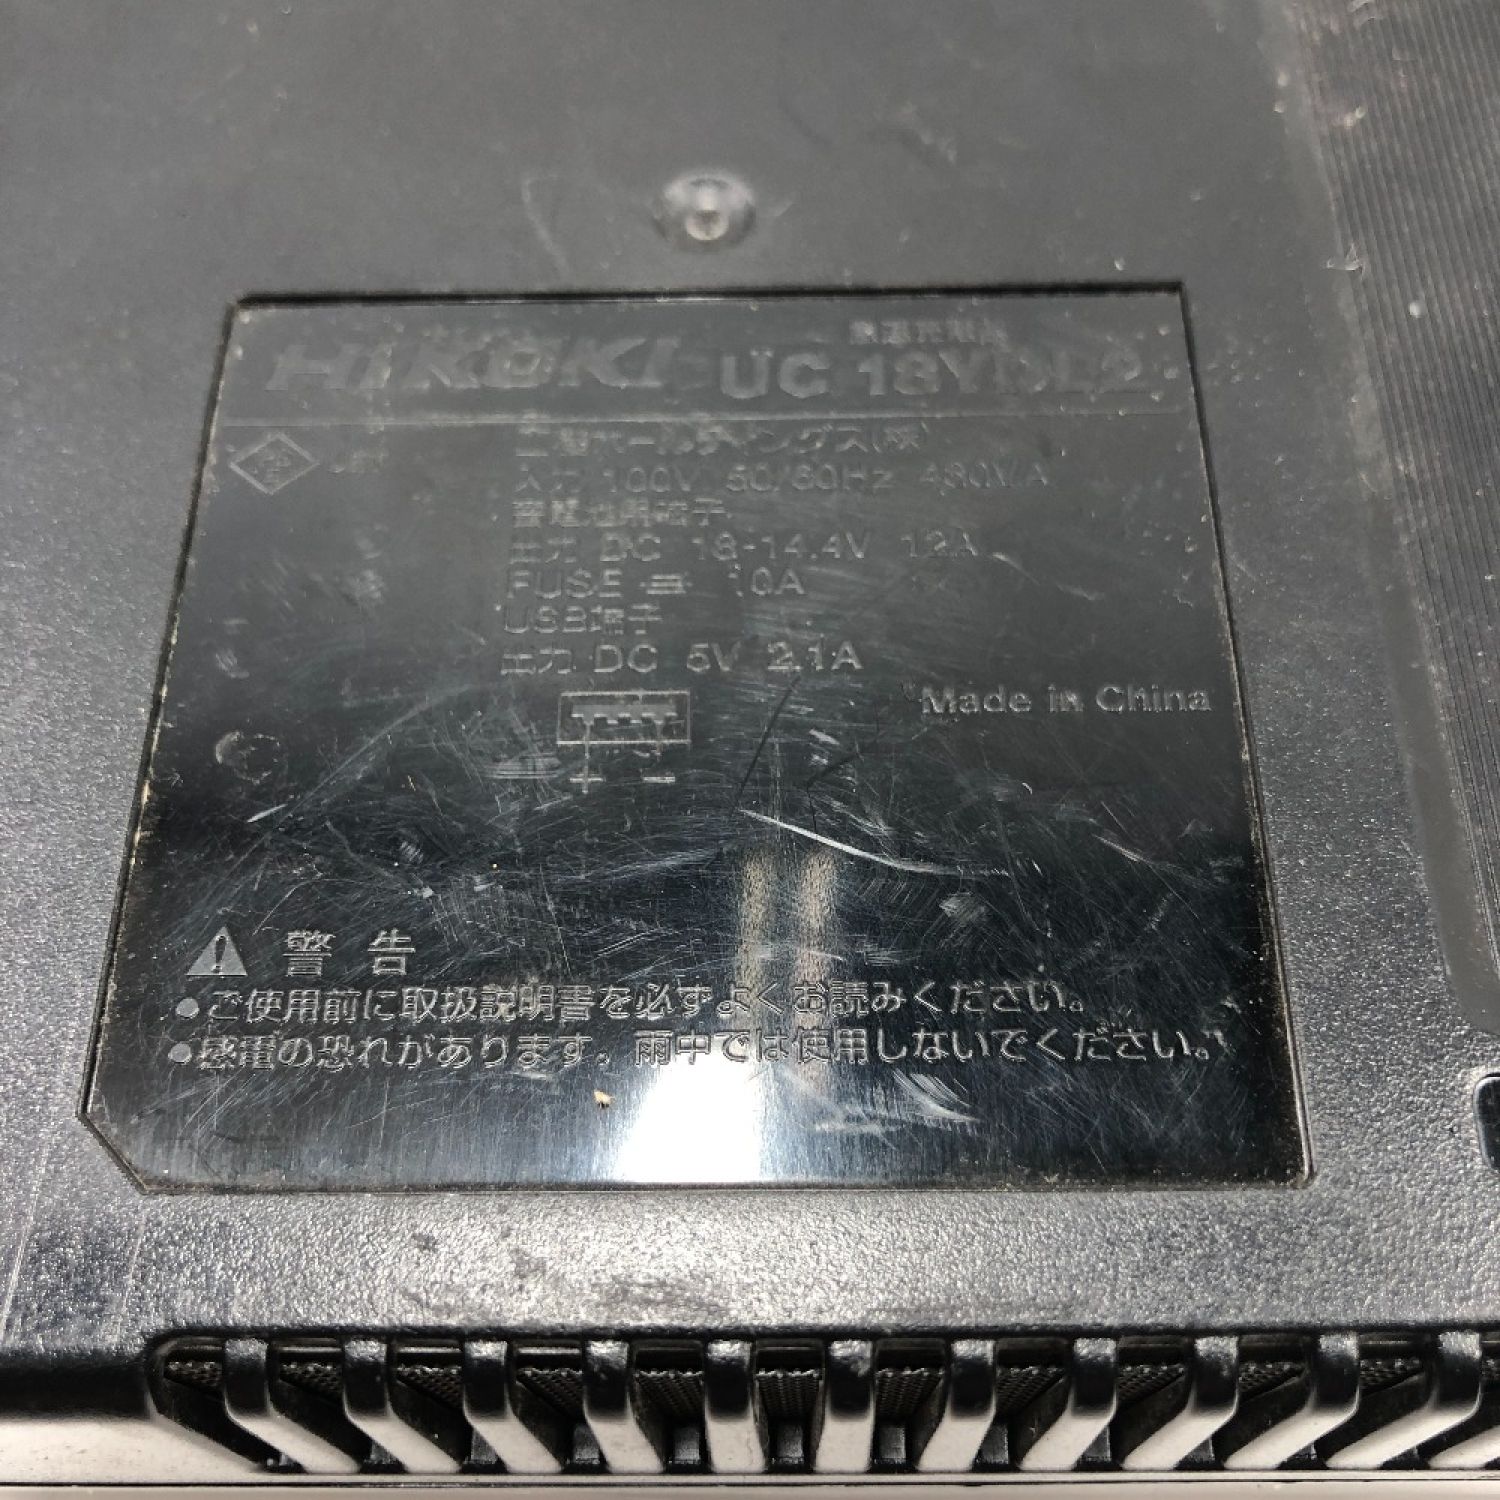 HiKOKI 急速充電器 UC 18YDL2
JET
工機ホールディングス(株)
入力 100V 50/60Hz 480VA
蓄電池用端子
出力 DC 18-14.4V 12A
FUSE 10A
USB端子
出力 DC 5V 2.1A
Made in China
+ −
警告
●ご使用前に取扱説明書を必ずよくお読みください。
●感電の恐れがあります。雨中では使用しないでください。